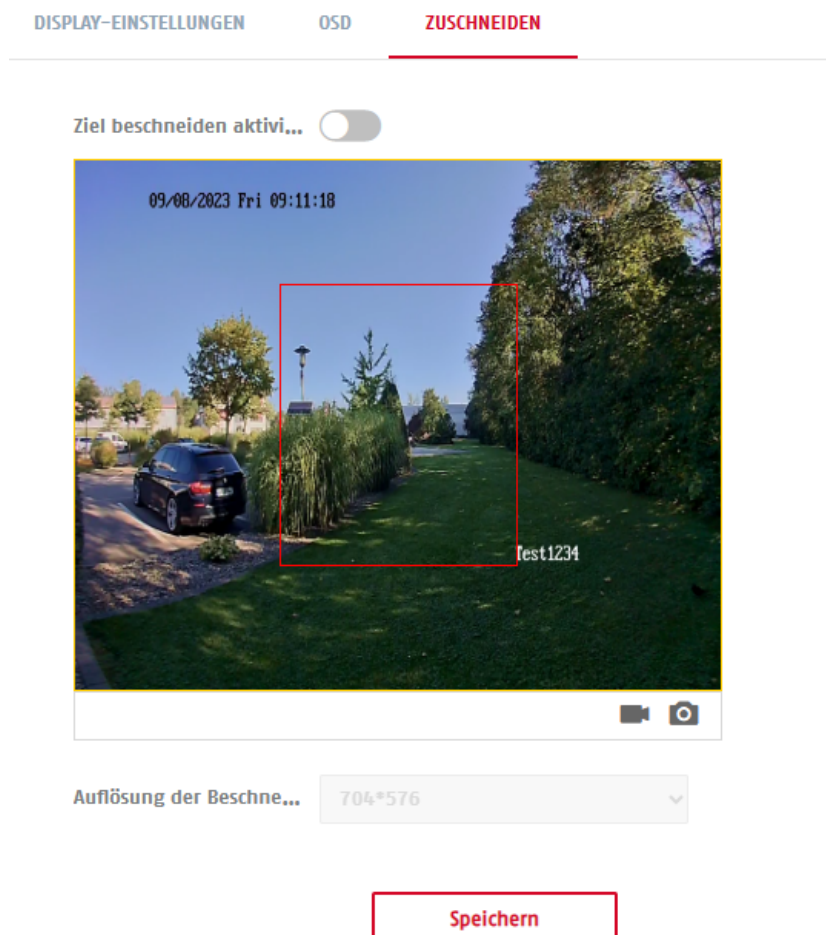 DISPLAY-EINSTELLUNGEN OSD ZUSCHNEIDEN
Ziel beschneiden aktivi...
09/08/2023 Fri 09:11:18
Test1234
Auflösung der Beschne... 704*576
Speichern